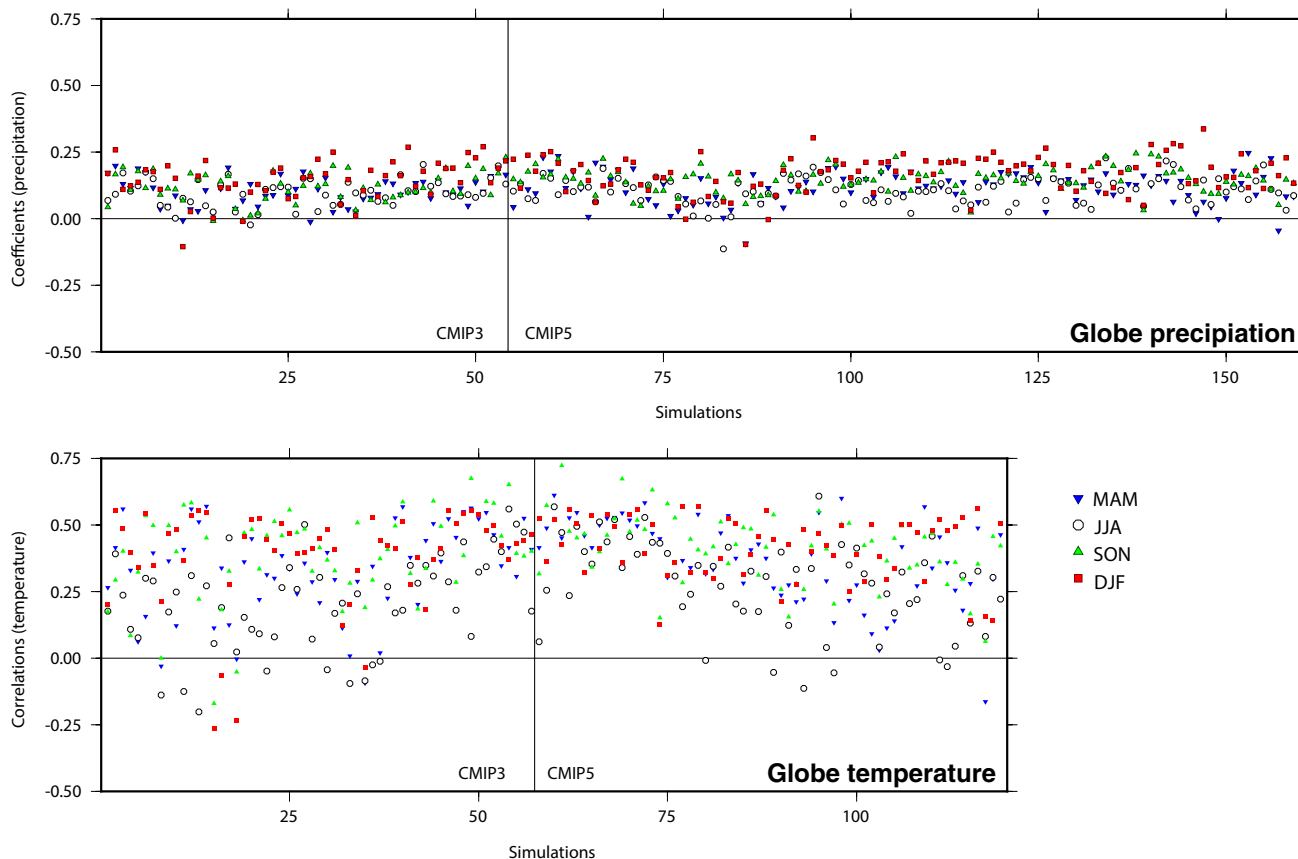 0.75
0.50
0.25
0.00
-0.25
-0.50
Coefficients (precipitation)
CMIP3
CMIP5
Globe precipiation
25
50
75
100
125
150
Simulations
0.75
0.50
0.25
0.00
-0.25
-0.50
Correlations (temperature)
CMIP3
CMIP5
Globe temperature
25
50
100
Simulations
MAM
JJA
SON
DJF